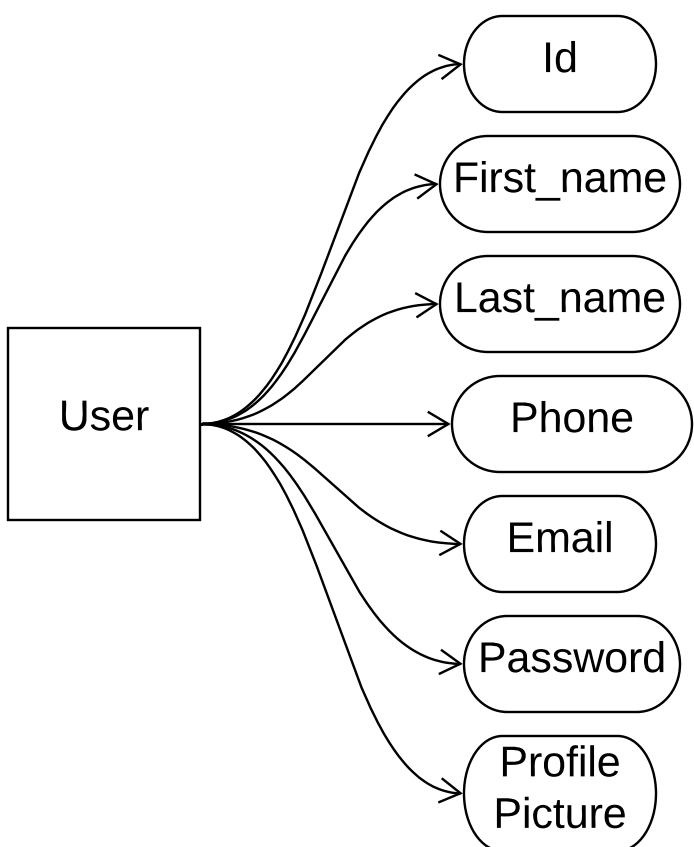 Id
First_name
Last_name
User
Phone
Email
Password
Profile
Picture